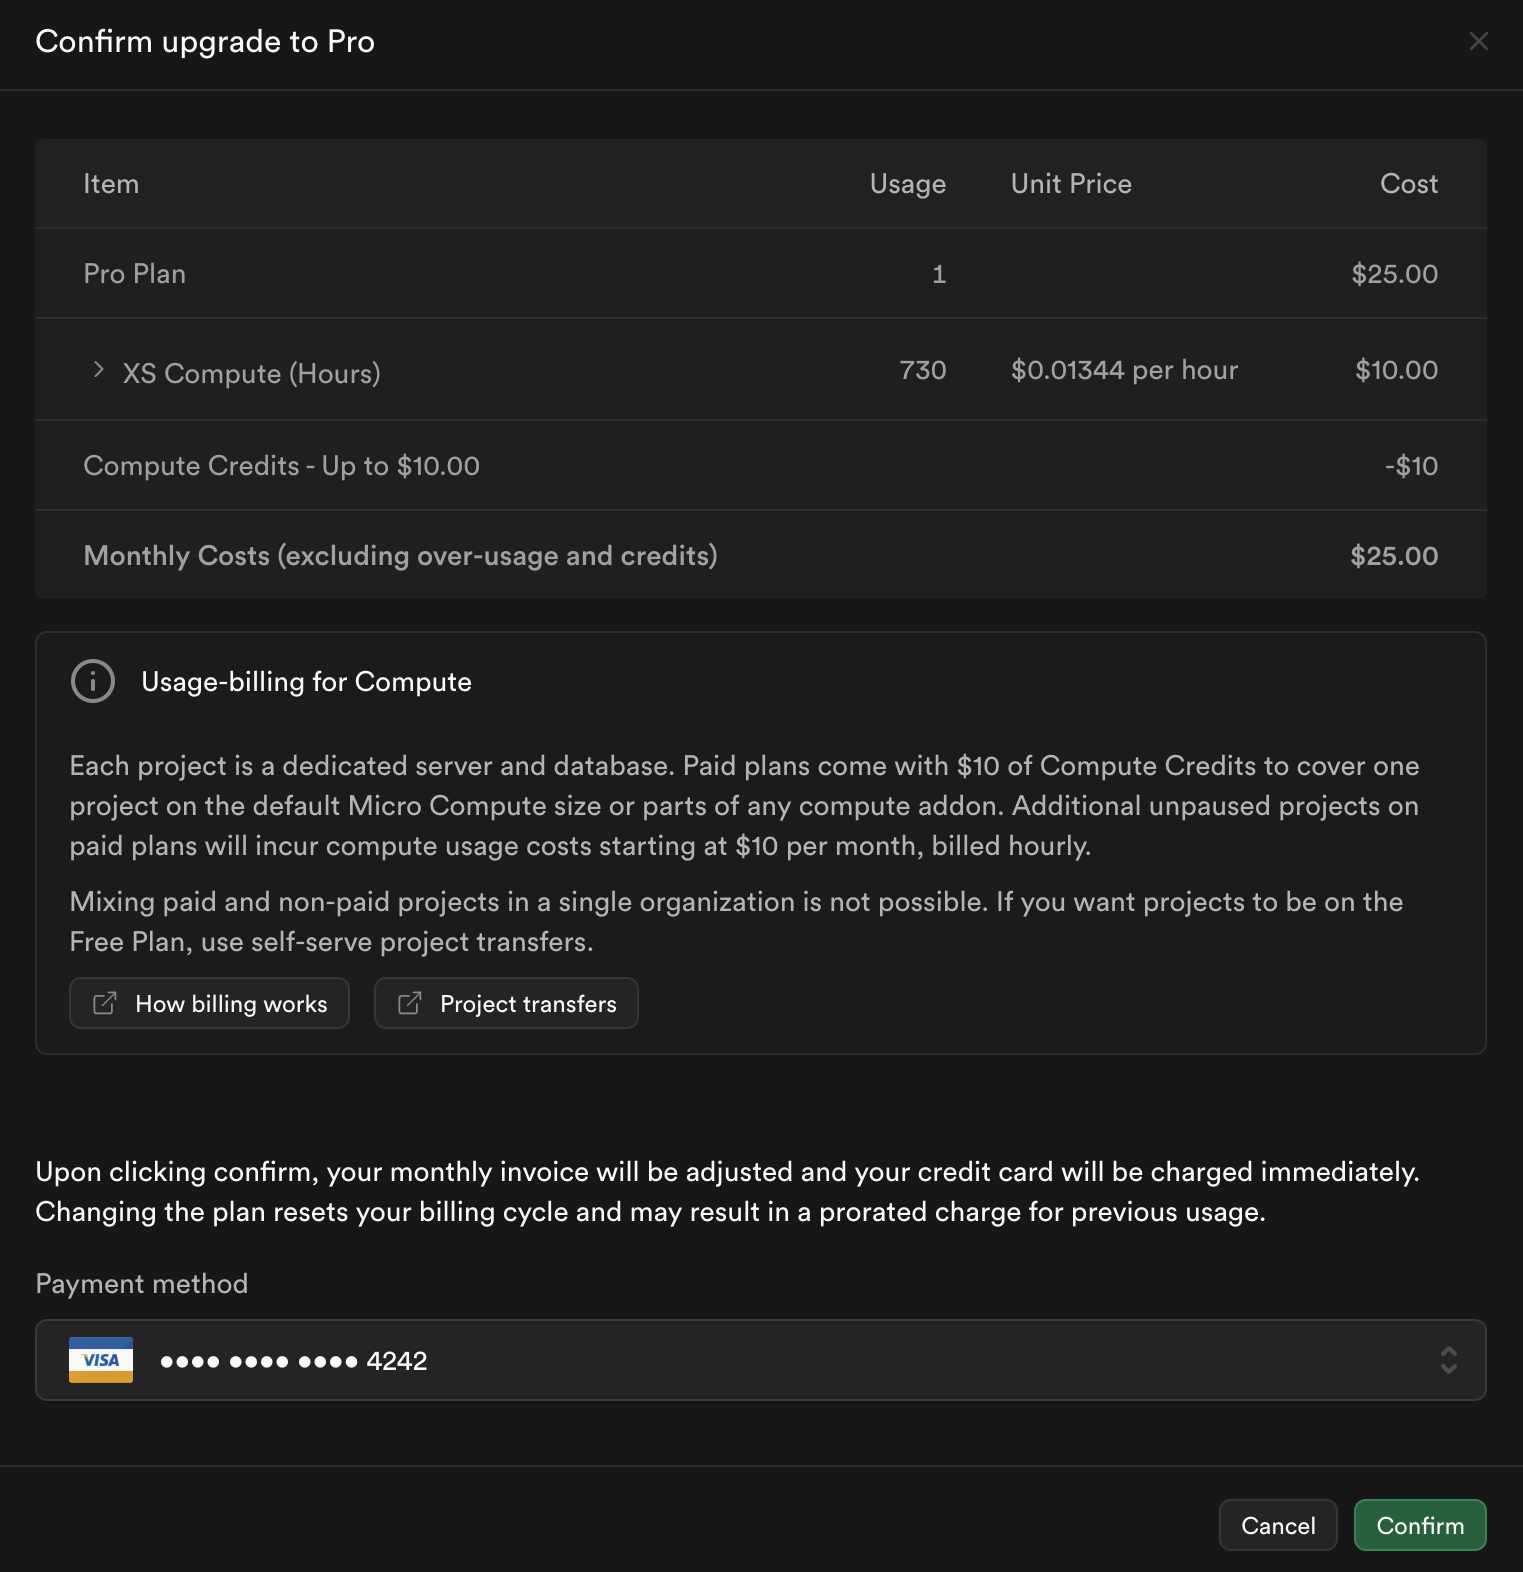 Confirm upgrade to Pro
Item Usage Unit Price Cost
Pro Plan 1 $25.00
XS Compute (Hours) 730 $0.01344 per hour $10.00
Compute Credits - Up to $10.00 -$10
Monthly Costs (excluding over-usage and credits) $25.00
Usage-billing for Compute
Each project is a dedicated server and database. Paid plans come with $10 of Compute Credits to cover one
project on the default Micro Compute size or parts of any compute addon. Additional unpaused projects on
paid plans will incur compute usage costs starting at $10 per month, billed hourly.
Mixing paid and non-paid projects in a single organization is not possible. If you want projects to be on the
Free Plan, use self-serve project transfers.
How billing works Project transfers
Upon clicking confirm, your monthly invoice will be adjusted and your credit card will be charged immediately.
Changing the plan resets your billing cycle and may result in a prorated charge for previous usage.
Payment method
VISA •••• •••• •••• 4242
Cancel Confirm